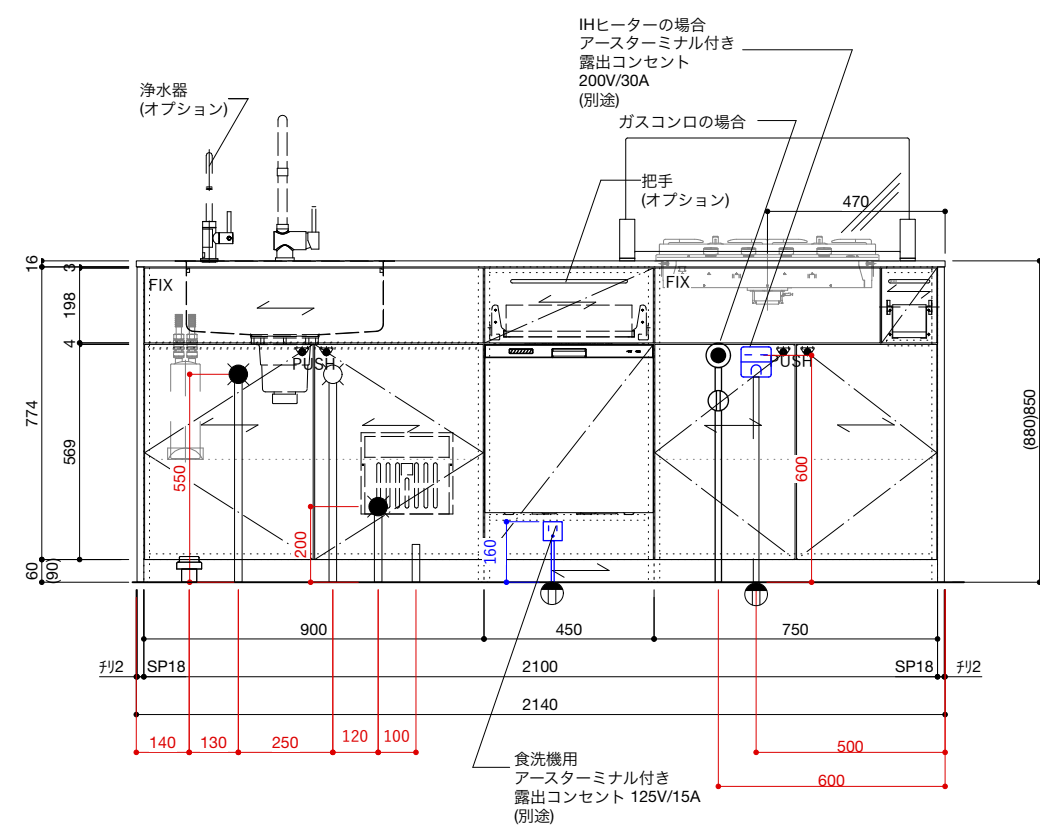 IHヒーターの場合
アースターミナル付き
露出コンセント
200V/30A
(別途)
ガスコンロの場合
浄水器
(オプション)
把手
(オプション)
470
16
3
198
4
774
569
60
(90)
FIX
FIX
PUSH
PUSH
550
200
160
600
(880)850
900
450
750
ﾁﾘ2
SP18
2100
SP18
ﾁﾘ2
2140
140
130
250
120
100
500
600
食洗機用
アースターミナル付き
露出コンセント 125V/15A
(別途)